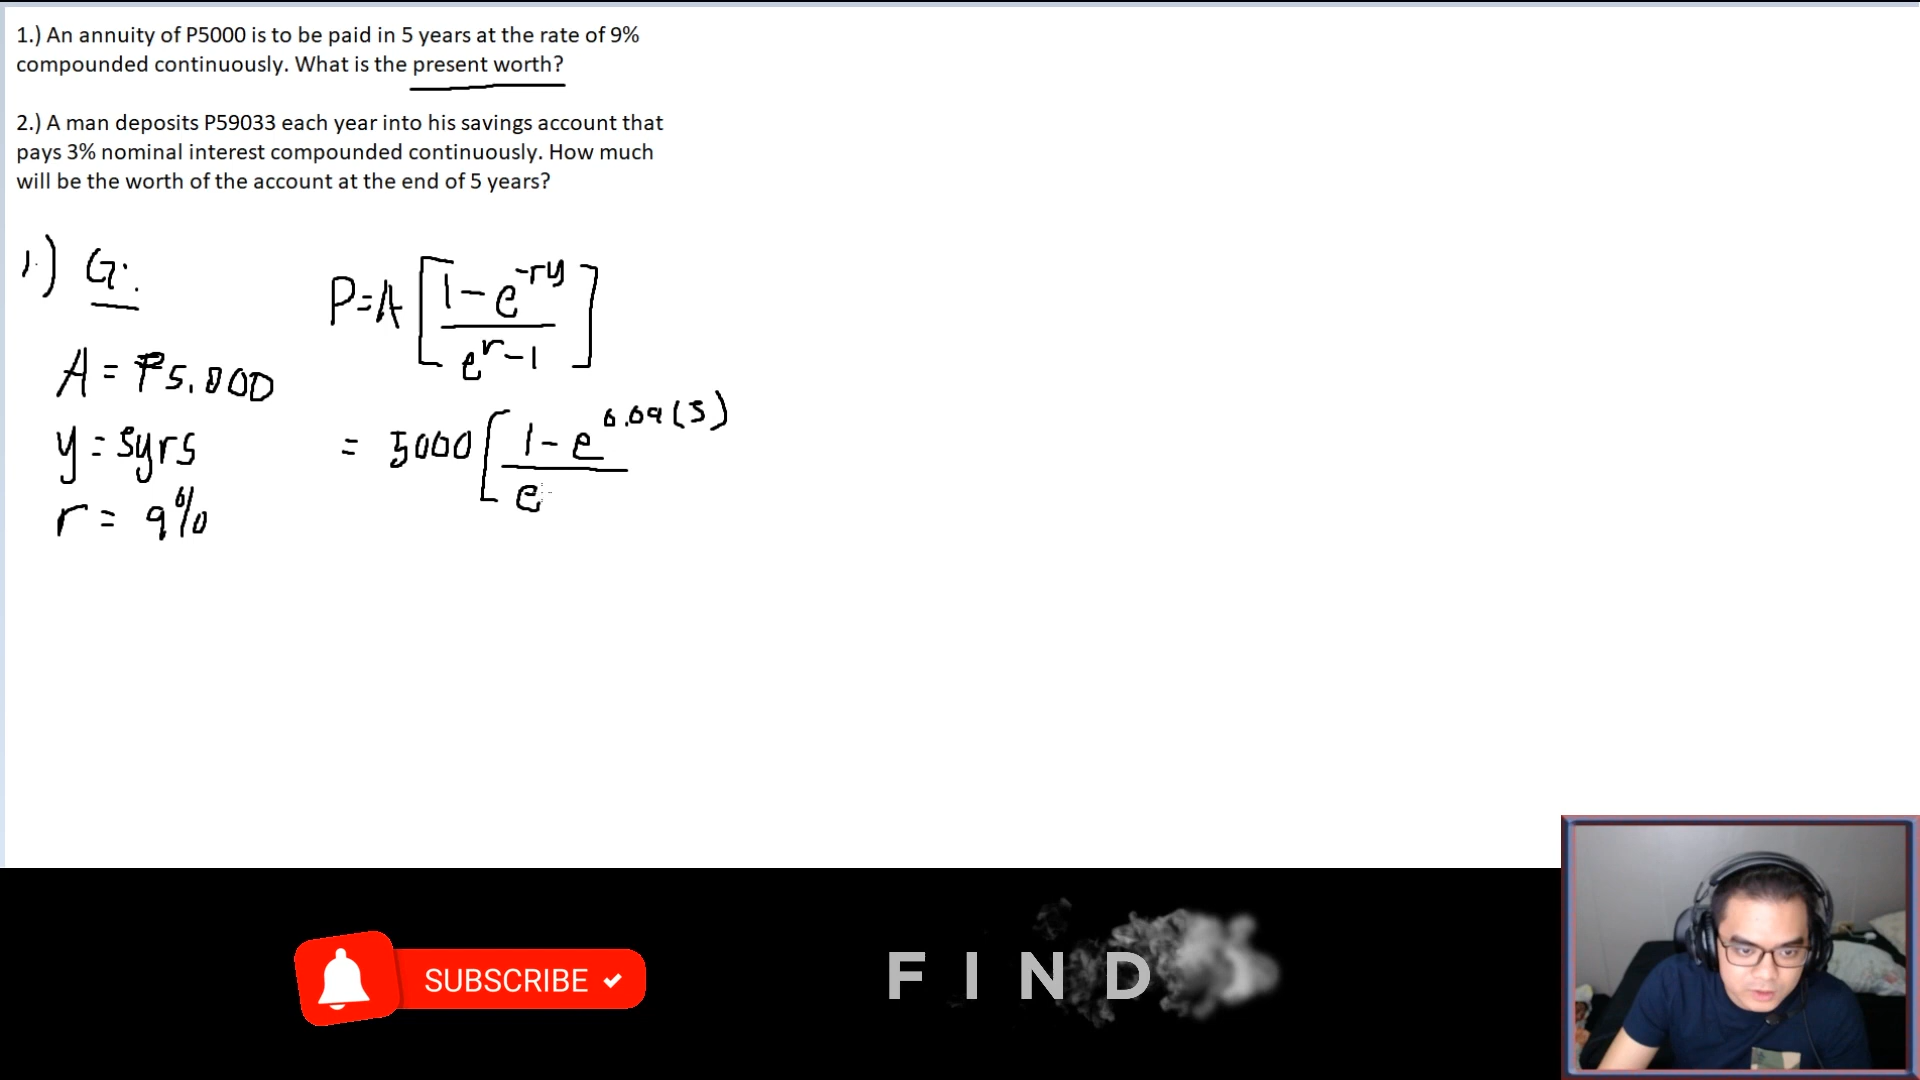 1.) An annuity of P5000 is to be paid in 5 years at the rate of 9%
compounded continuously. What is the present worth?
2.) A man deposits P59033 each year into his savings account that
pays 3% nominal interest compounded continuously. How much
will be the worth of the account at the end of 5 years?
1.) G:
P=A[1-e^-ry / e^r-1]
A = ₱5,000
= 5000[1-e^0.09(5) / e
y = 5yrs
r = 9%
SUBSCRIBE
FIND